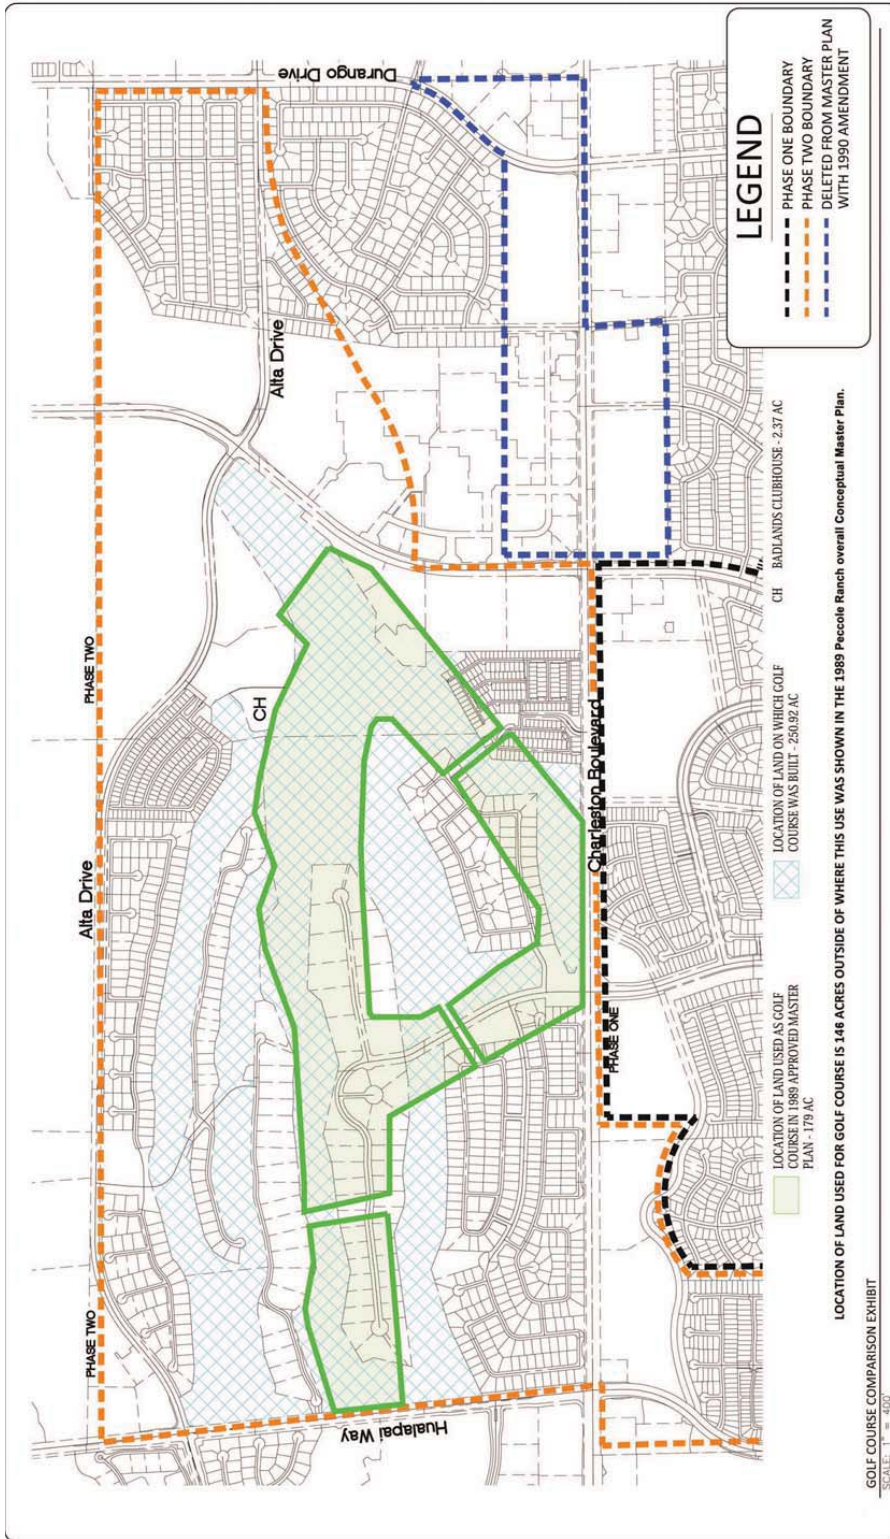 Durango Drive
Alta Drive
PHASE TWO
CH
Alta Drive
Charleston Boulevard
PHASE ONE
PHASE TWO
Hualapai Way
LEGEND
PHASE ONE BOUNDARY
PHASE TWO BOUNDARY
DELETED FROM MASTER PLAN
WITH 1990 AMENDMENT
LOCATION OF LAND USED AS GOLF
COURSE IN 1989 APPROVED MASTER
PLAN - 179 AC
LOCATION OF LAND ON WHICH GOLF
COURSE WAS BUILT - 250.92 AC
CH BADLANDS CLUBHOUSE - 2.37 AC
LOCATION OF LAND USED FOR GOLF COURSE IS 146 ACRES OUTSIDE OF WHERE THIS USE WAS SHOWN IN THE 1989 Peccole Ranch overall Conceptual Master Plan.
GOLF COURSE COMPARISON EXHIBIT
SCALE: 1" = 400'